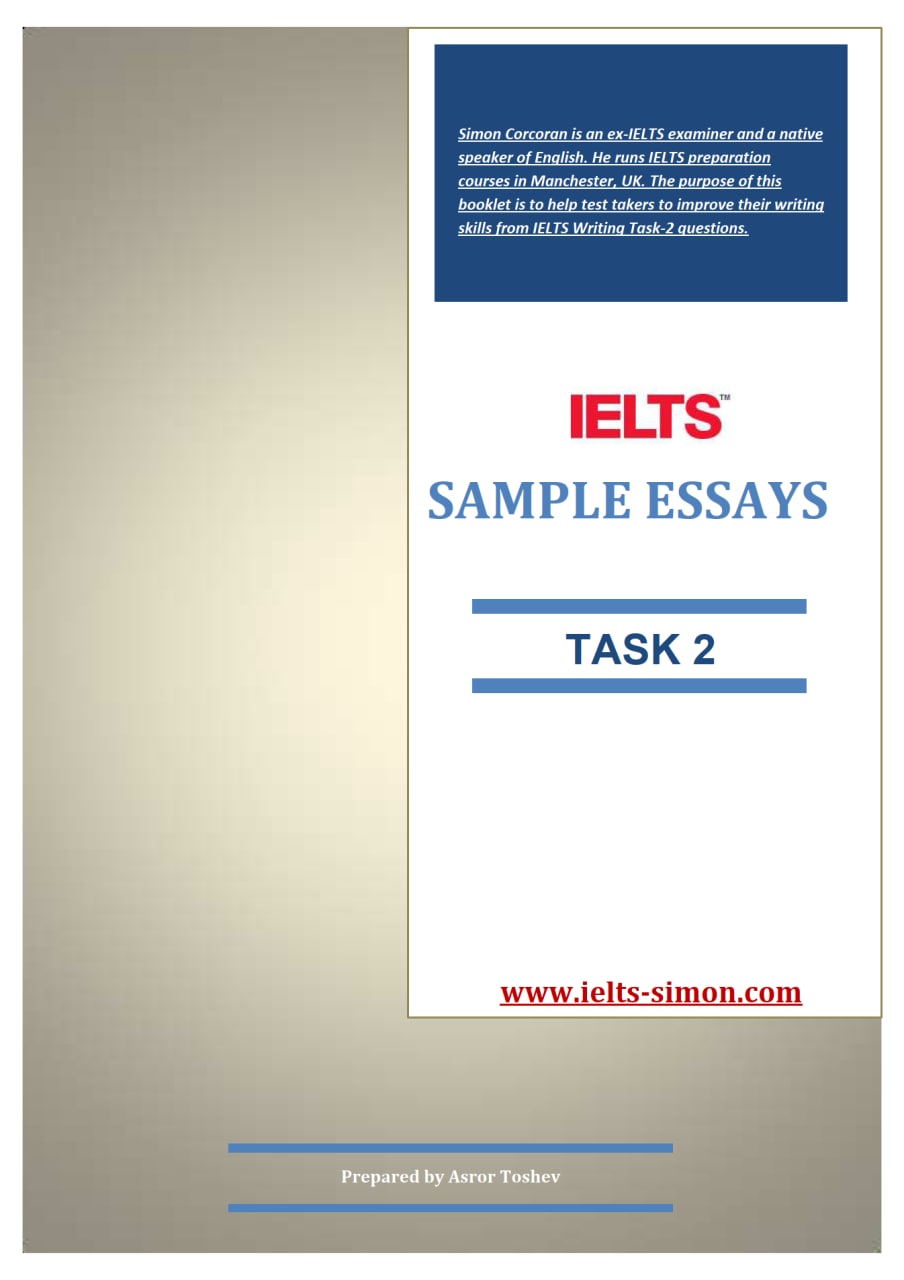 Simon Corcoran is an ex-IELTS examiner and a native
speaker of English. He runs IELTS preparation
courses in Manchester, UK. The purpose of this
booklet is to help test takers to improve their writing
skills from IELTS Writing Task-2 questions.
IELTS™
SAMPLE ESSAYS
TASK 2
www.ielts-simon.com
Prepared by Asror Toshev